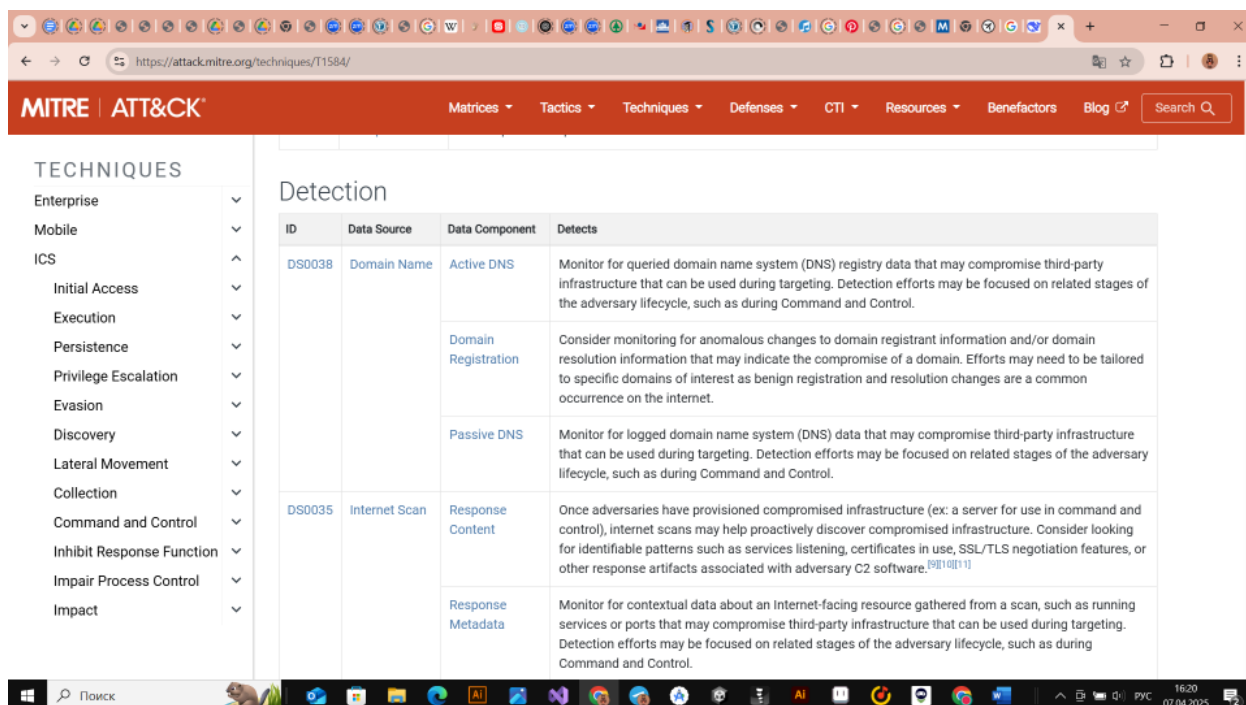 https://attack.mitre.org/techniques/T1584/
MITRE | ATT&CK®
Matrices Tactics Techniques Defenses CTI Resources Benefactors Blog Search
TECHNIQUES
Enterprise
Mobile
ICS
Initial Access
Execution
Persistence
Privilege Escalation
Evasion
Discovery
Lateral Movement
Collection
Command and Control
Inhibit Response Function
Impair Process Control
Impact
Detection
ID Data Source Data Component Detects
DS0038 Domain Name Active DNS
Monitor for queried domain name system (DNS) registry data that may compromise third-party
infrastructure that can be used during targeting. Detection efforts may be focused on related stages of
the adversary lifecycle, such as during Command and Control.
Domain
Registration
Consider monitoring for anomalous changes to domain registrant information and/or domain
resolution information that may indicate the compromise of a domain. Efforts may need to be tailored
to specific domains of interest as benign registration and resolution changes are a common
occurrence on the internet.
Passive DNS
Monitor for logged domain name system (DNS) data that may compromise third-party infrastructure
that can be used during targeting. Detection efforts may be focused on related stages of the adversary
lifecycle, such as during Command and Control.
DS0035 Internet Scan Response
Content
Once adversaries have provisioned compromised infrastructure (ex: a server for use in command and
control), internet scans may help proactively discover compromised infrastructure. Consider looking
for identifiable patterns such as services listening, certificates in use, SSL/TLS negotiation features, or
other response artifacts associated with adversary C2 software.[9][10][11]
Response
Metadata
Monitor for contextual data about an Internet-facing resource gathered from a scan, such as running
services or ports that may compromise third-party infrastructure that can be used during targeting.
Detection efforts may be focused on related stages of the adversary lifecycle, such as during
Command and Control.
Поиск
РУС
16:20
07.04.2025